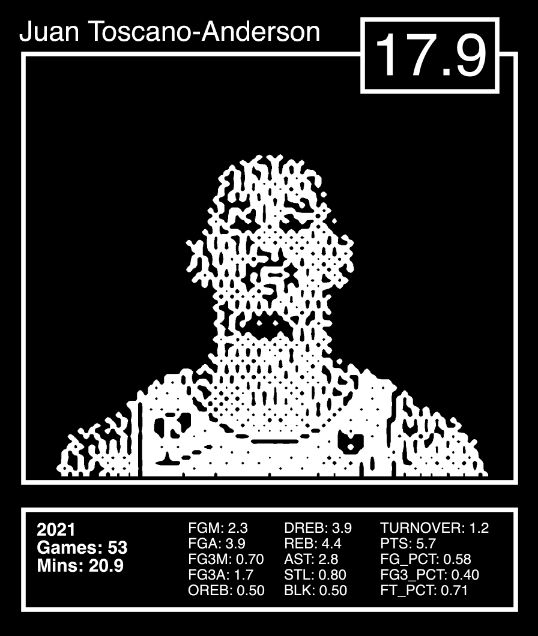 Juan Toscano-Anderson
17.9
2021
Games: 53
Mins: 20.9
FGM: 2.3
FGA: 3.9
FG3M: 0.70
FG3A: 1.7
OREB: 0.50
DREB: 3.9
REB: 4.4
AST: 2.8
STL: 0.80
BLK: 0.50
TURNOVER: 1.2
PTS: 5.7
FG_PCT: 0.58
FG3_PCT: 0.40
FT_PCT: 0.71